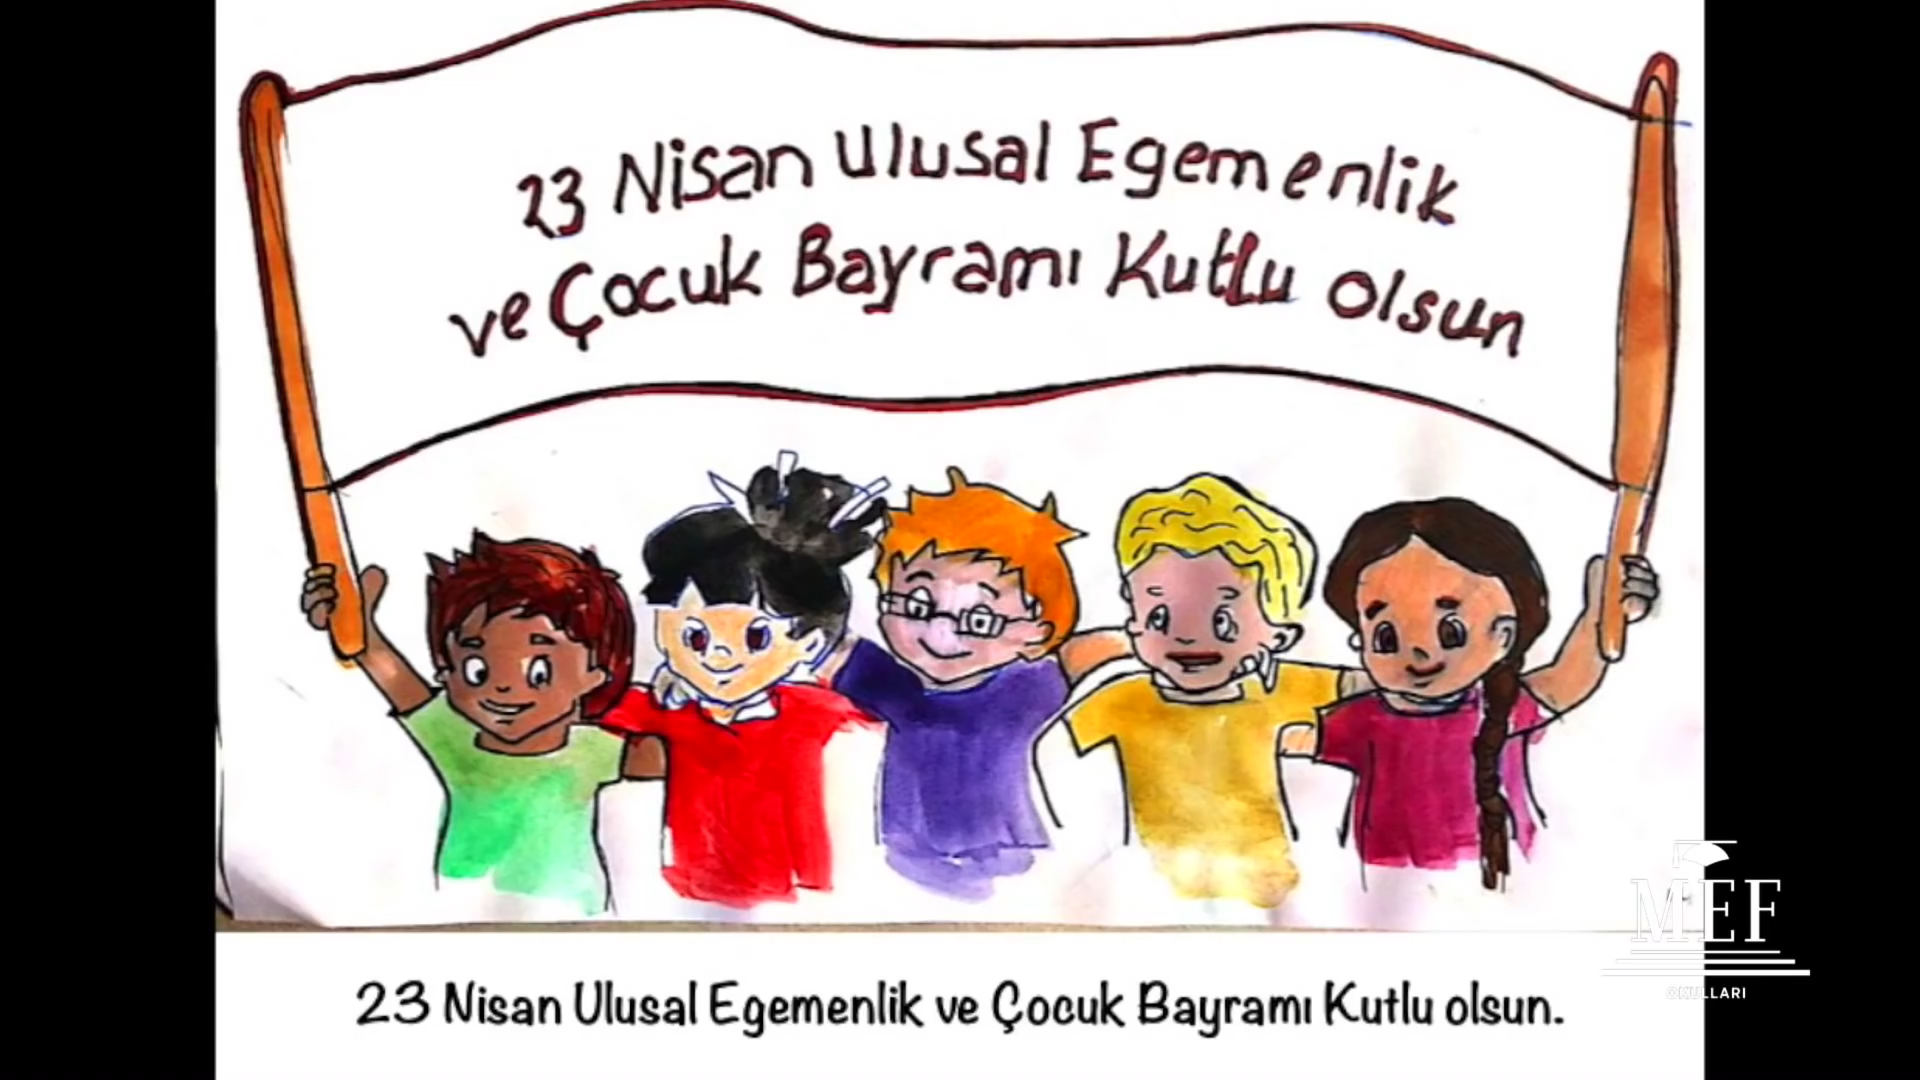 23 Nisan Ulusal Egemenlik
ve Çocuk Bayramı Kutlu Olsun
MEF
OKULLARI
23 Nisan Ulusal Egemenlik ve Çocuk Bayramı Kutlu olsun.